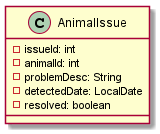 C AnimalIssue
issueId: int
animalId: int
problemDesc: String
detectedDate: LocalDate
resolved: boolean